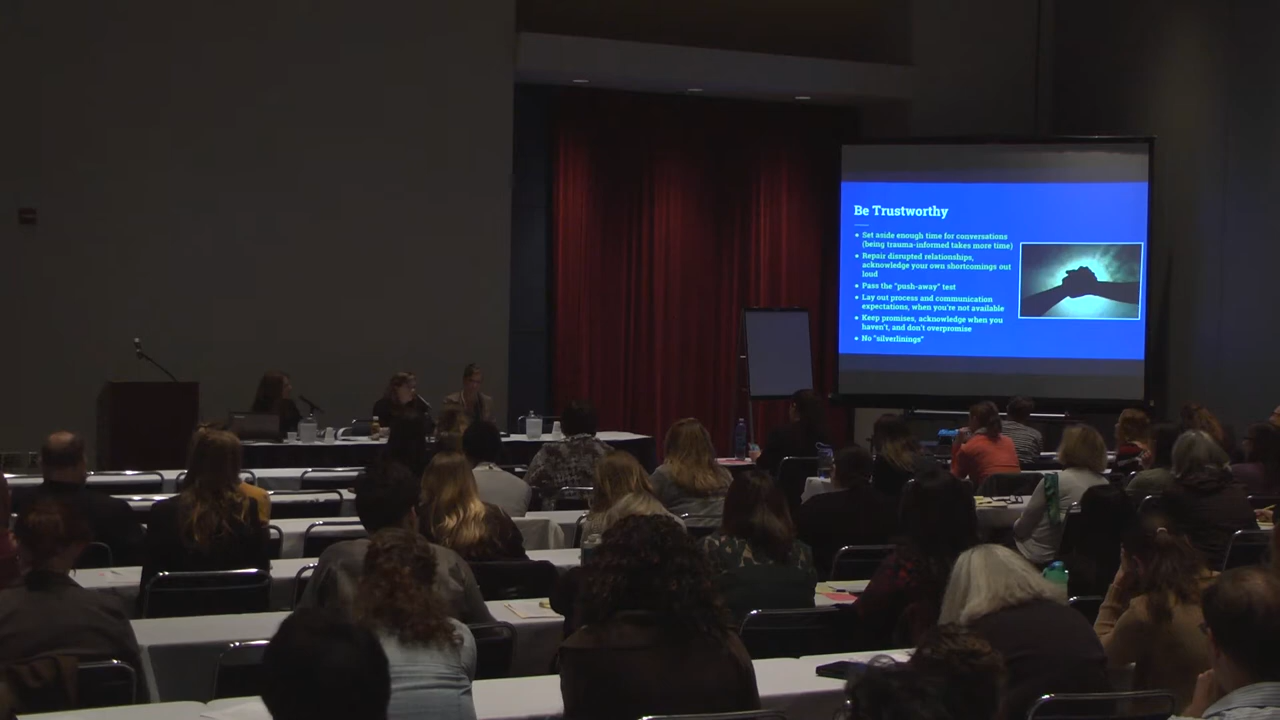 Be Trustworthy
● Set aside enough time for conversations
(being trauma-informed takes more time)
● Repair disrupted relationships,
acknowledge your own shortcomings out
loud
● Pass the "push-away" test
● Lay out process and communication
expectations, when you're not available
● Keep promises, acknowledge when you
haven't, and don't overpromise
● No "silverlinings"